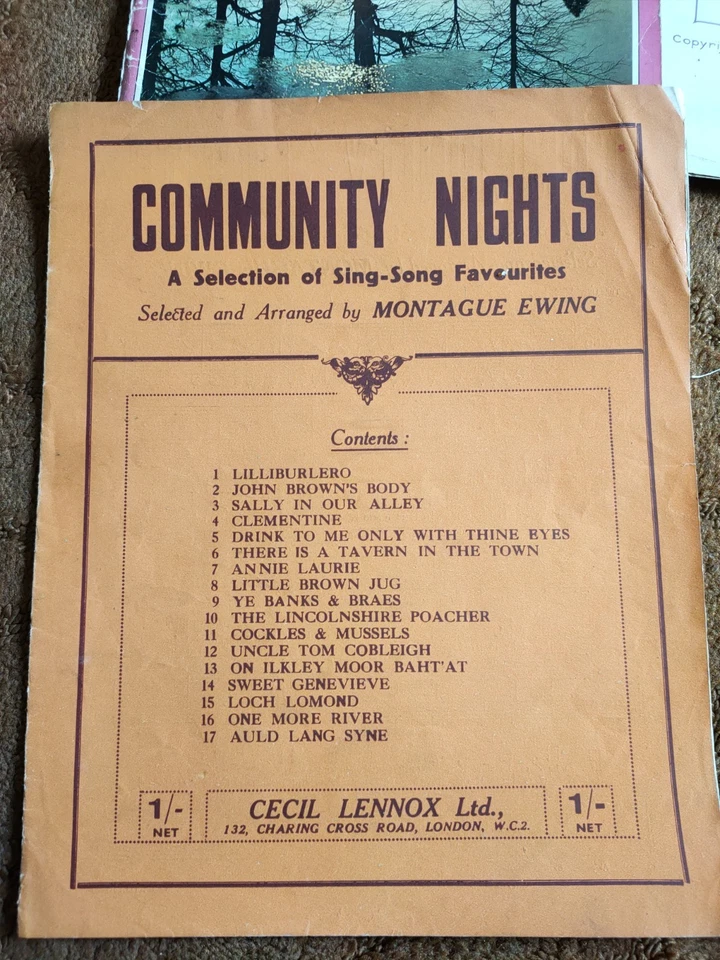 Copyri
COMMUNITY NIGHTS
A Selection of Sing-Song Favourites
Selected and Arranged by MONTAGUE EWING
Contents :
1 LILLIBURLERO
2 JOHN BROWN'S BODY
3 SALLY IN OUR ALLEY
4 CLEMENTINE
5 DRINK TO ME ONLY WITH THINE EYES
6 THERE IS A TAVERN IN THE TOWN
7 ANNIE LAURIE
8 LITTLE BROWN JUG
9 YE BANKS & BRAES
10 THE LINCOLNSHIRE POACHER
11 COCKLES & MUSSELS
12 UNCLE TOM COBLEIGH
13 ON ILKLEY MOOR BAHT'AT
14 SWEET GENEVIEVE
15 LOCH LOMOND
16 ONE MORE RIVER
17 AULD LANG SYNE
1/- NET
CECIL LENNOX Ltd.,
132, CHARING CROSS ROAD, LONDON, W.C.2.
1/- NET